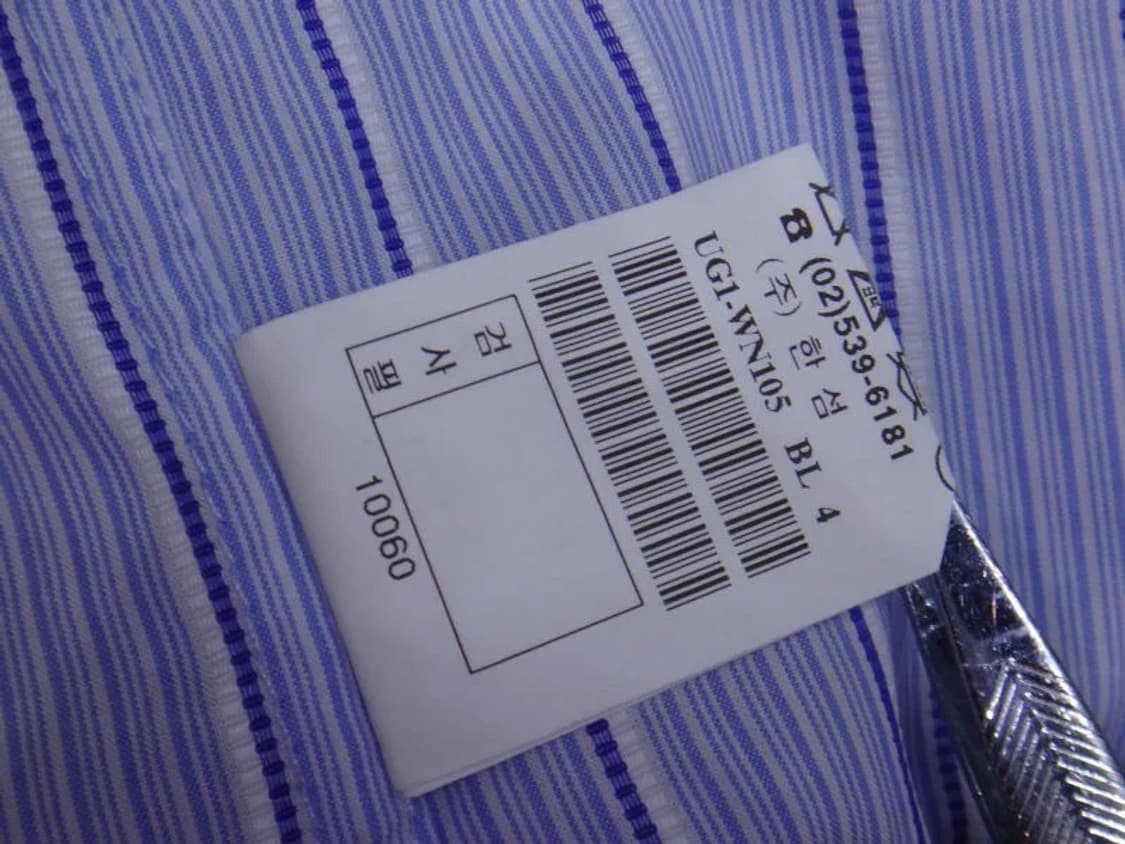 ☎ (02)539-6181
(주) 한 섬
UG1-WN105 BL 4
검 사 필
10060